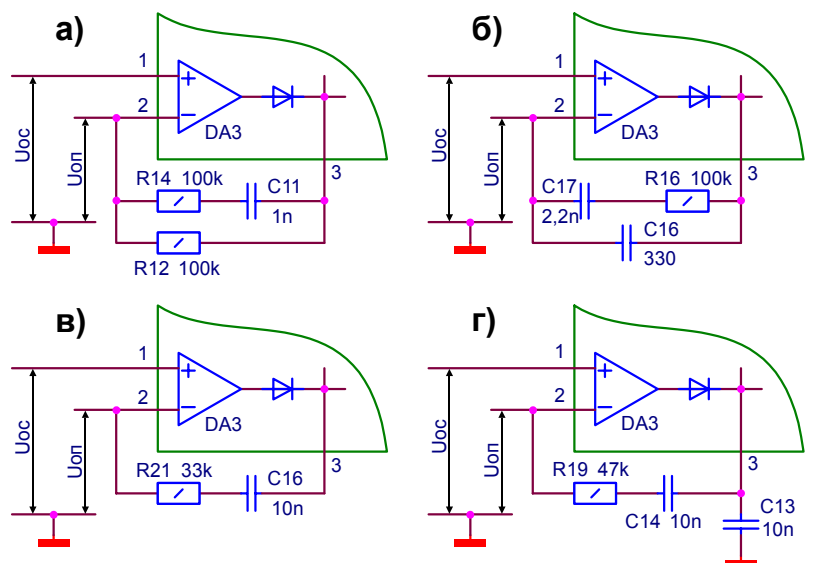 а)
1
+
2
−
DA3
Uос
Uоп
3
R14 100k
C11
1n
R12 100k
б)
1
+
2
−
DA3
Uос
Uоп
3
C17
2,2n
R16 100k
C16
330
в)
1
+
2
−
DA3
Uос
Uоп
3
R21 33k
C16
10n
г)
1
+
2
−
DA3
Uос
Uоп
3
R19 47k
C14 10n
C13
10n